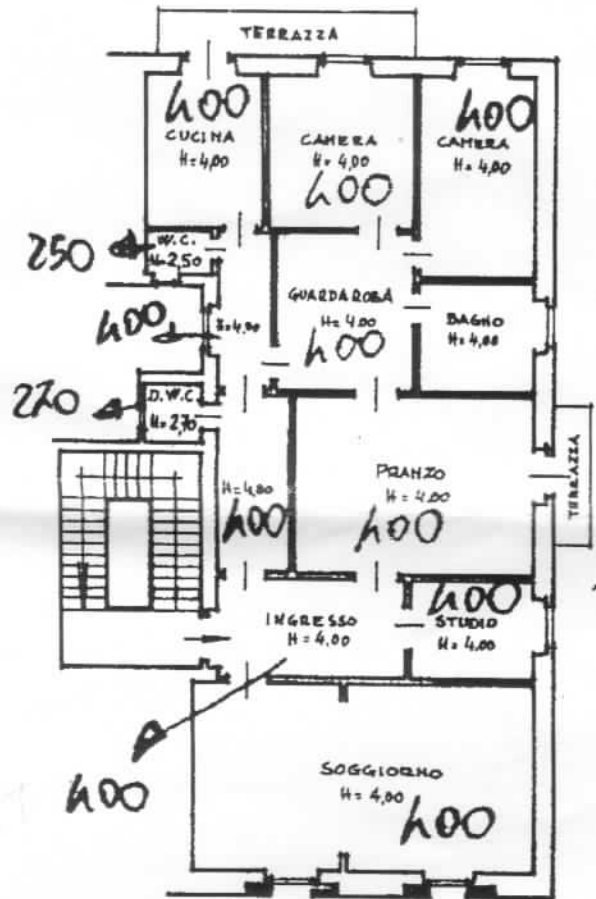 TERRAZZA
400
CUCINA
H=4,00
CAMERA
H=4,00
400
400
CAMERA
H=4,00
250
W.C.
H=2,50
400
H=4,00
GUARDAROBA
H=4,00
400
BAGNO
H=4,00
270
D.W.C.
H=2,70
H=4,00
400
PRANZO
H=4,00
400
TERRAZZA
INGRESSO
H=4,00
400
STUDIO
H=4,00
400
SOGGIORNO
H=4,00
400